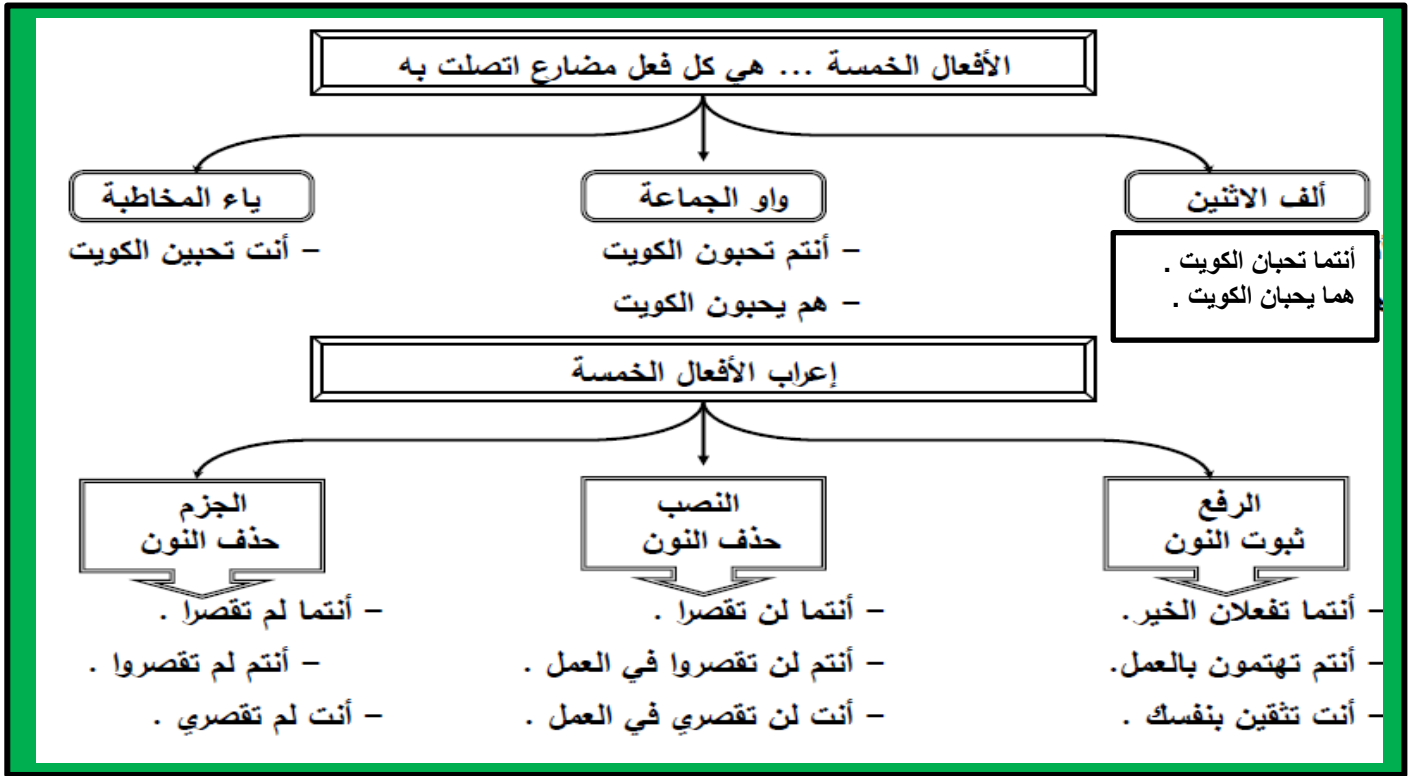 الأفعال الخمسة ... هي كل فعل مضارع اتصلت به
ألف الاثنين
أنتما تحبان الكويت .
هما يحبان الكويت .
واو الجماعة
– أنتم تحبون الكويت
– هم يحبون الكويت
ياء المخاطبة
– أنت تحبين الكويت
إعراب الأفعال الخمسة
الرفع
ثبوت النون
– أنتما تفعلان الخير.
– أنتم تهتمون بالعمل.
– أنت تثقين بنفسك .
النصب
حذف النون
– أنتما لن تقصرا .
– أنتم لن تقصروا في العمل .
– أنت لن تقصري في العمل .
الجزم
حذف النون
– أنتما لم تقصرا .
– أنتم لم تقصروا .
– أنت لم تقصري .